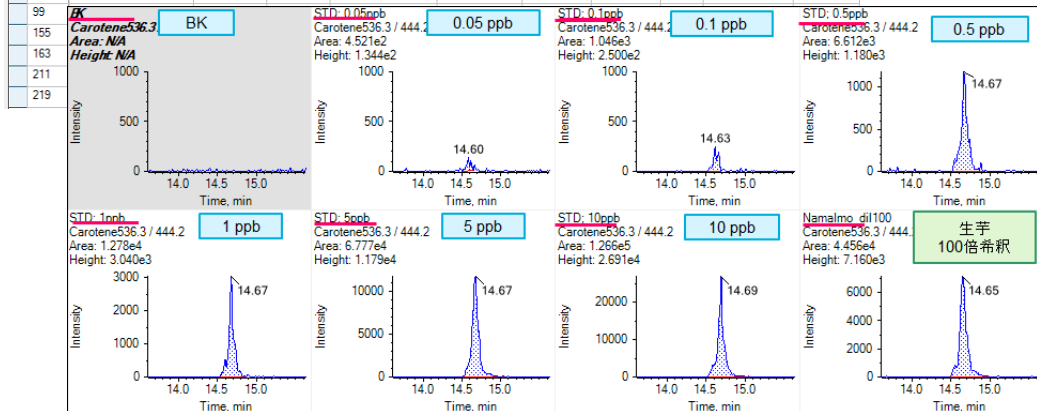 99
155
163
211
219
BK
Carotene536.3
Area: N/A
Height: N/A
BK
1000
500
0
Intensity
14.0 14.5 15.0
Time, min
STD: 0.05ppb
Carotene536.3 / 444.2
Area: 4.521e2
Height: 1.344e2
0.05 ppb
1000
500
0
Intensity
14.60
14.0 14.5 15.0
Time, min
STD: 0.1ppb
Carotene536.3 / 444.2
Area: 1.046e3
Height: 2.500e2
0.1 ppb
1000
500
0
Intensity
14.63
14.0 14.5 15.0
Time, min
STD: 0.5ppb
Carotene536.3 / 444.2
Area: 6.612e3
Height: 1.180e3
0.5 ppb
1000
500
0
Intensity
14.67
14.0 14.5 15.0
Time, min
STD: 1ppb
Carotene536.3 / 444.2
Area: 1.278e4
Height: 3.040e3
1 ppb
3000
2000
1000
0
Intensity
14.67
14.0 14.5 15.0
Time, min
STD: 5ppb
Carotene536.3 / 444.2
Area: 6.777e4
Height: 1.179e4
5 ppb
10000
5000
0
Intensity
14.67
14.0 14.5 15.0
Time, min
STD: 10ppb
Carotene536.3 / 444.2
Area: 1.266e5
Height: 2.691e4
10 ppb
20000
10000
0
Intensity
14.69
14.0 14.5 15.0
Time, min
NamaImo_dil100
Carotene536.3 / 444.2
Area: 4.456e4
Height: 7.160e3
生芋
100倍希釈
6000
4000
2000
0
Intensity
14.65
14.0 14.5 15.0
Time, min